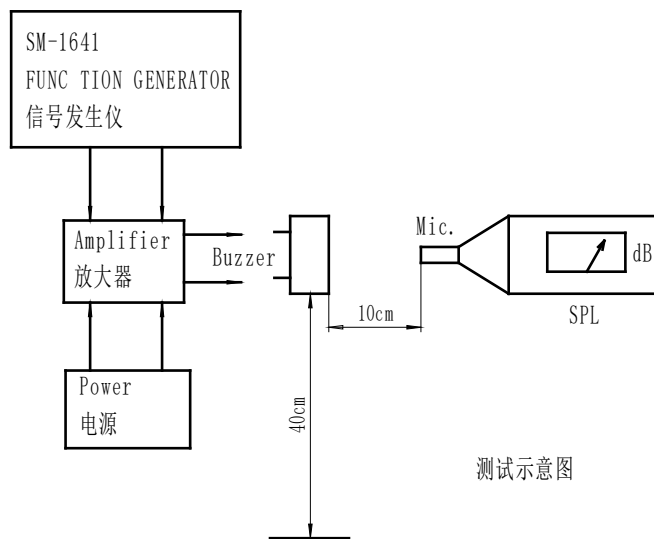 SM-1641
FUNC TION GENERATOR
信号发生仪
Amplifier
放大器
Buzzer
Mic.
dB
SPL
10cm
Power
电源
40cm
测试示意图